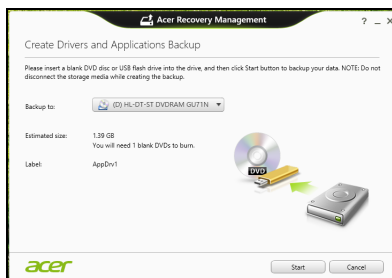 Acer Recovery Management
? _ ×
Create Drivers and Applications Backup
Please insert a blank DVD disc or USB flash drive into the drive, and then click Start button to backup your data. NOTE: Do not
disconnect the storage media while creating the backup.
Backup to:
(D) HL-DT-ST DVDRAM GU71N
Estimated size:
1.39 GB
You will need 1 blank DVDs to burn.
Label:
AppDrv1
DVD
acer
Start
Cancel